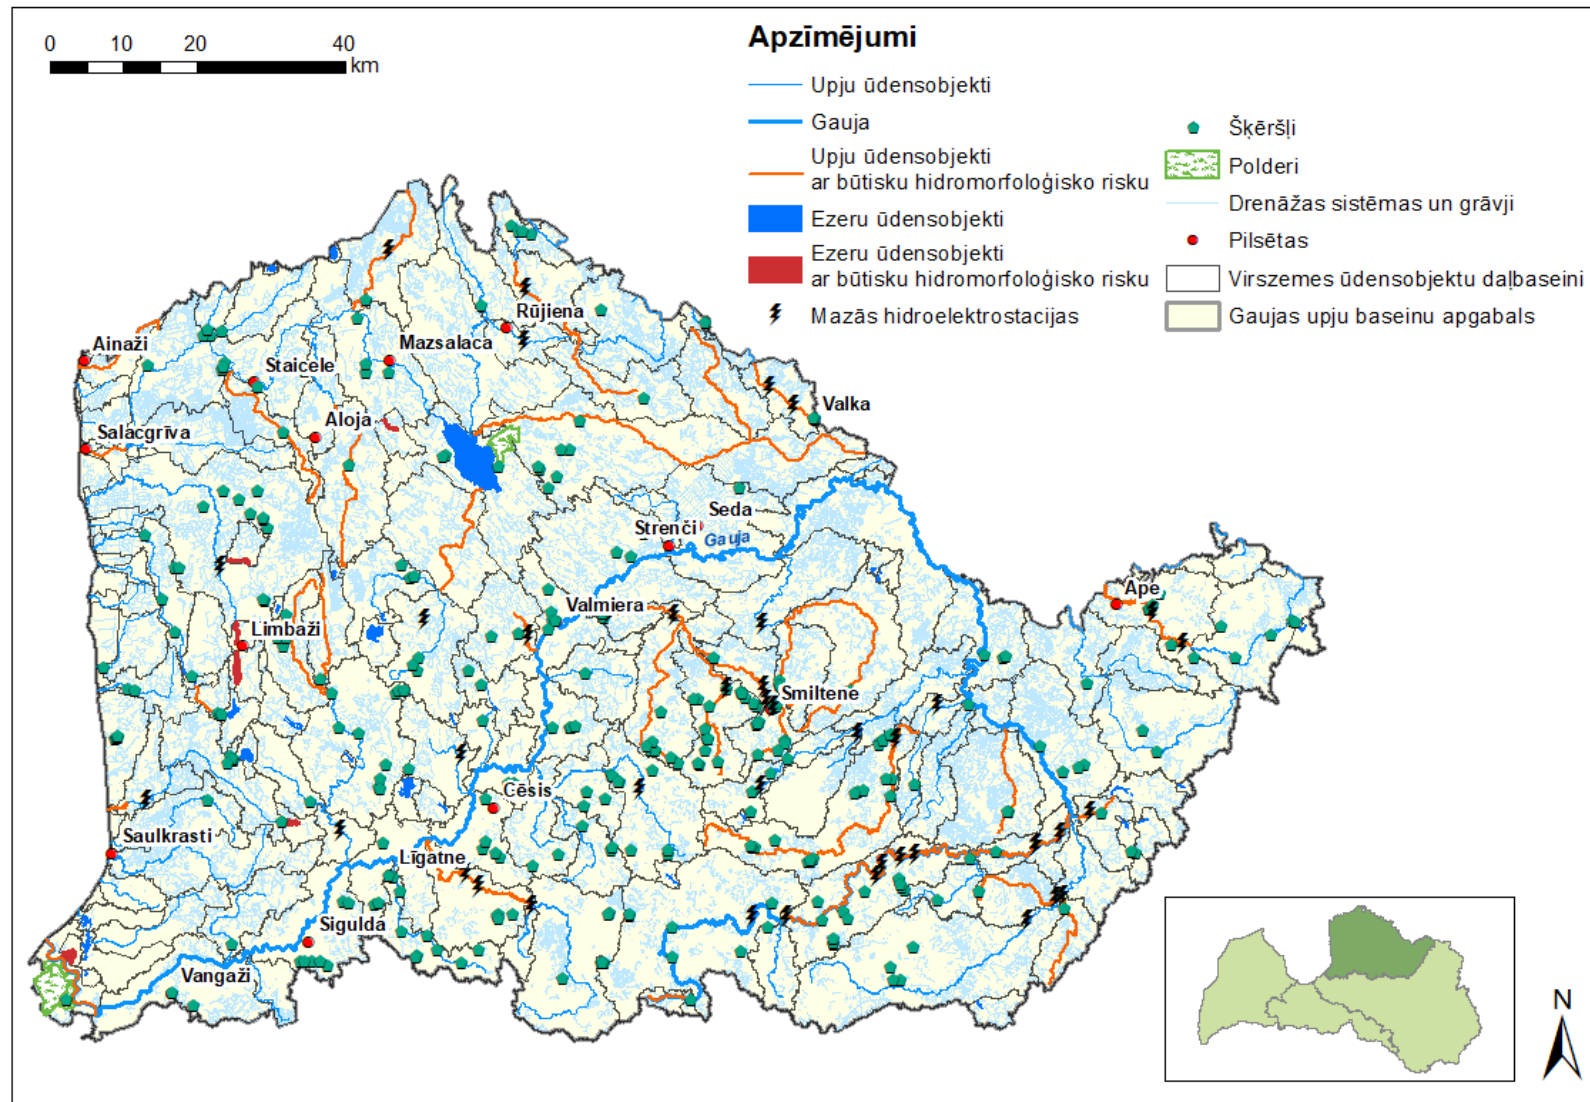 0 10 20 40
km
Apzīmējumi
Upju ūdensobjekti
Gauja
Upju ūdensobjekti
ar būtisku hidromorfoloģisko risku
Ezeru ūdensobjekti
Ezeru ūdensobjekti
ar būtisku hidromorfoloģisko risku
Mazās hidroelektrostacijas
Šķēršļi
Polderi
Drenāžas sistēmas un grāvji
Pilsētas
Virszemes ūdensobjektu daļbaseini
Gaujas upju baseinu apgabals
Rūjiena
Ainaži
Mazsalaca
Staicele
Valka
Aloja
Salacgrīva
Seda
Strenči
Gauja
Ape
Valmiera
Limbaži
Smiltene
Cēsis
Saulkrasti
Līgatne
Sigulda
Vangaži
N